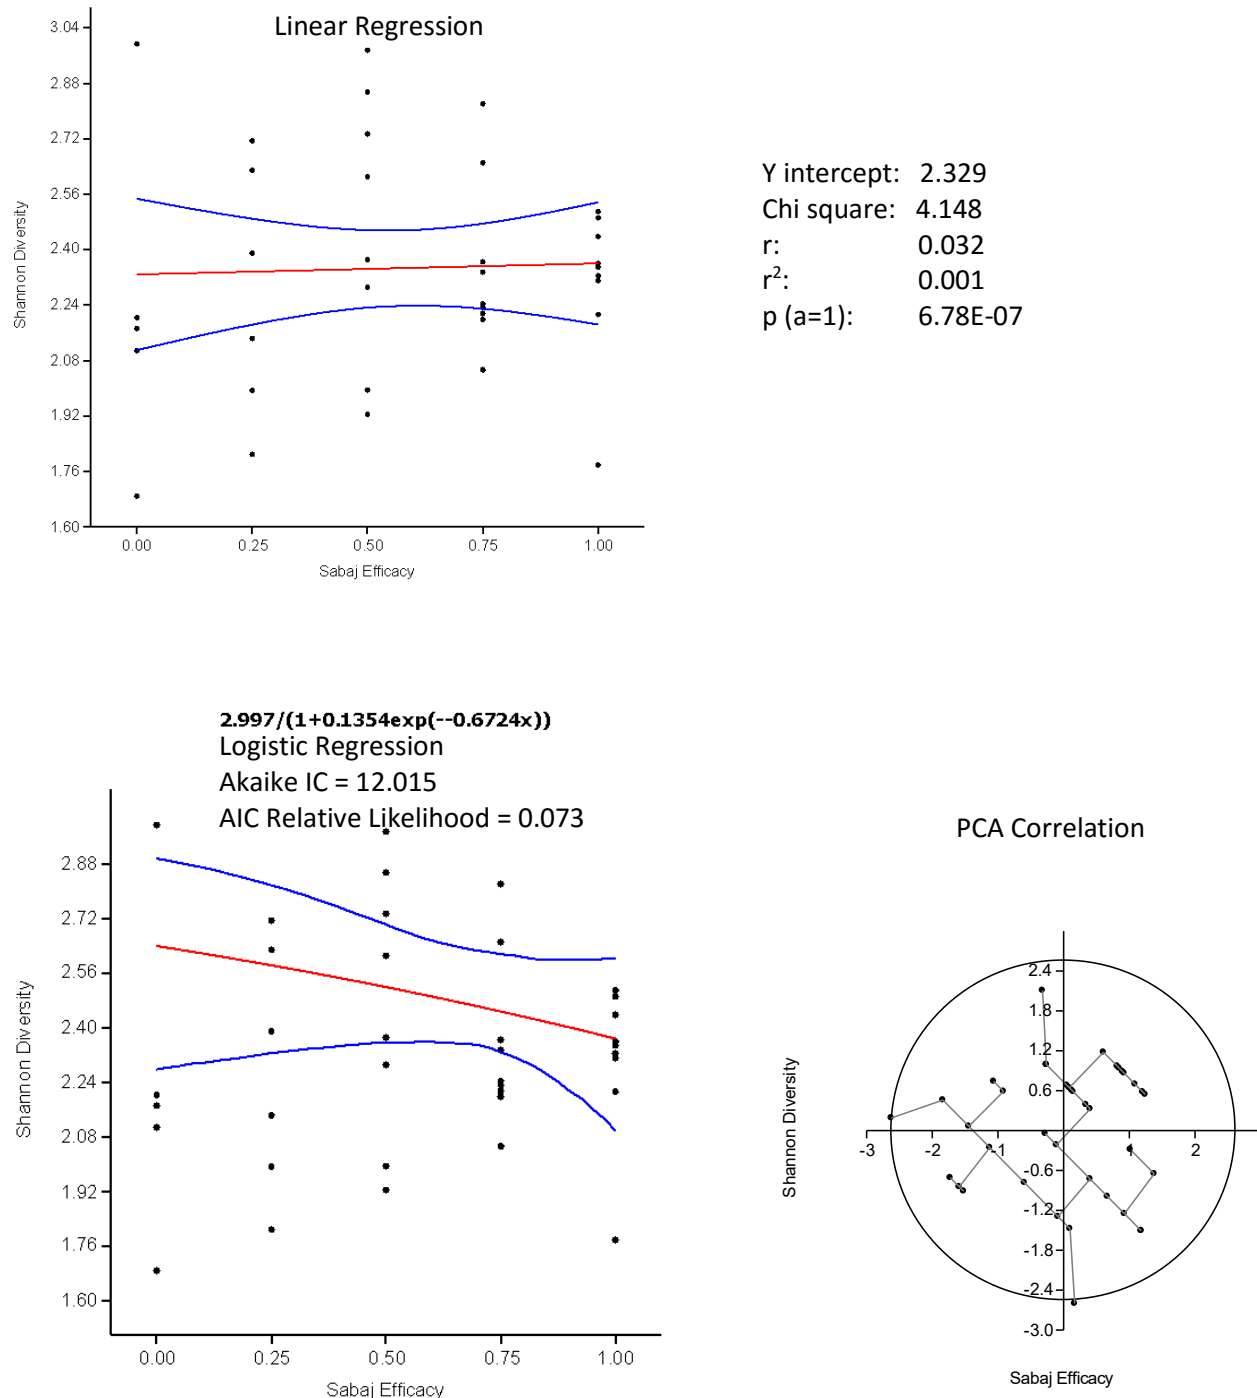 Linear Regression
3.04
2.88
2.72
2.56
2.40
2.24
2.08
1.92
1.76
1.60
Shannon Diversity
0.00 0.25 0.50 0.75 1.00
Sabaj Efficacy
Y intercept: 2.329
Chi square: 4.148
r: 0.032
r²: 0.001
p (a=1): 6.78E-07
2.997/(1+0.1354exp(--0.6724x))
Logistic Regression
Akaike IC = 12.015
AIC Relative Likelihood = 0.073
2.88
2.72
2.56
2.40
2.24
2.08
1.92
1.76
1.60
Shannon Diversity
0.00 0.25 0.50 0.75 1.00
Sabaj Efficacy
PCA Correlation
2.4
1.8
1.2
0.6
-3 -2 -1 1 2
-0.6
-1.2
-1.8
-2.4
-3.0
Shannon Diversity
Sabaj Efficacy